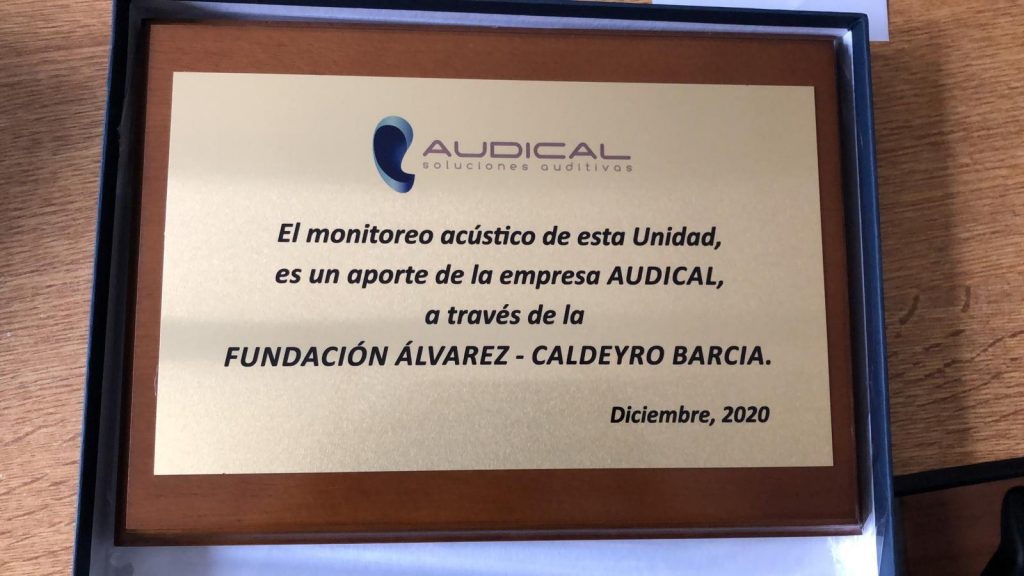 AUDICAL
soluciones auditivas
El monitoreo acústico de esta Unidad,
es un aporte de la empresa AUDICAL,
a través de la
FUNDACIÓN ÁLVAREZ - CALDEYRO BARCIA.
Diciembre, 2020